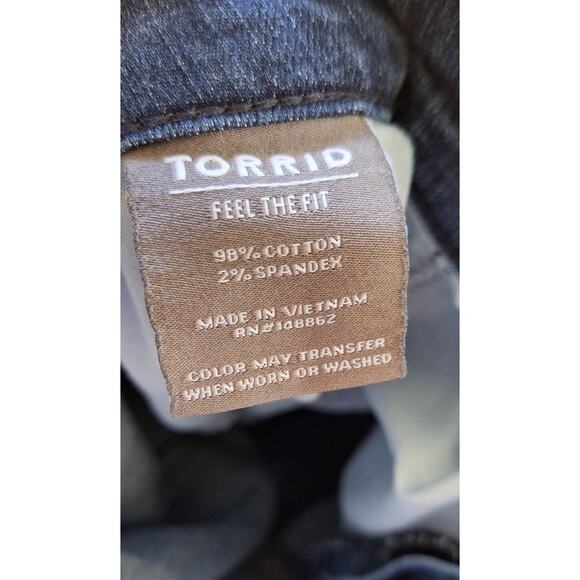 TORRID
FEEL THE FIT
98% COTTON
2% SPANDEX
MADE IN VIETNAM
RN#148862
COLOR MAY TRANSFER
WHEN WORN OR WASHED